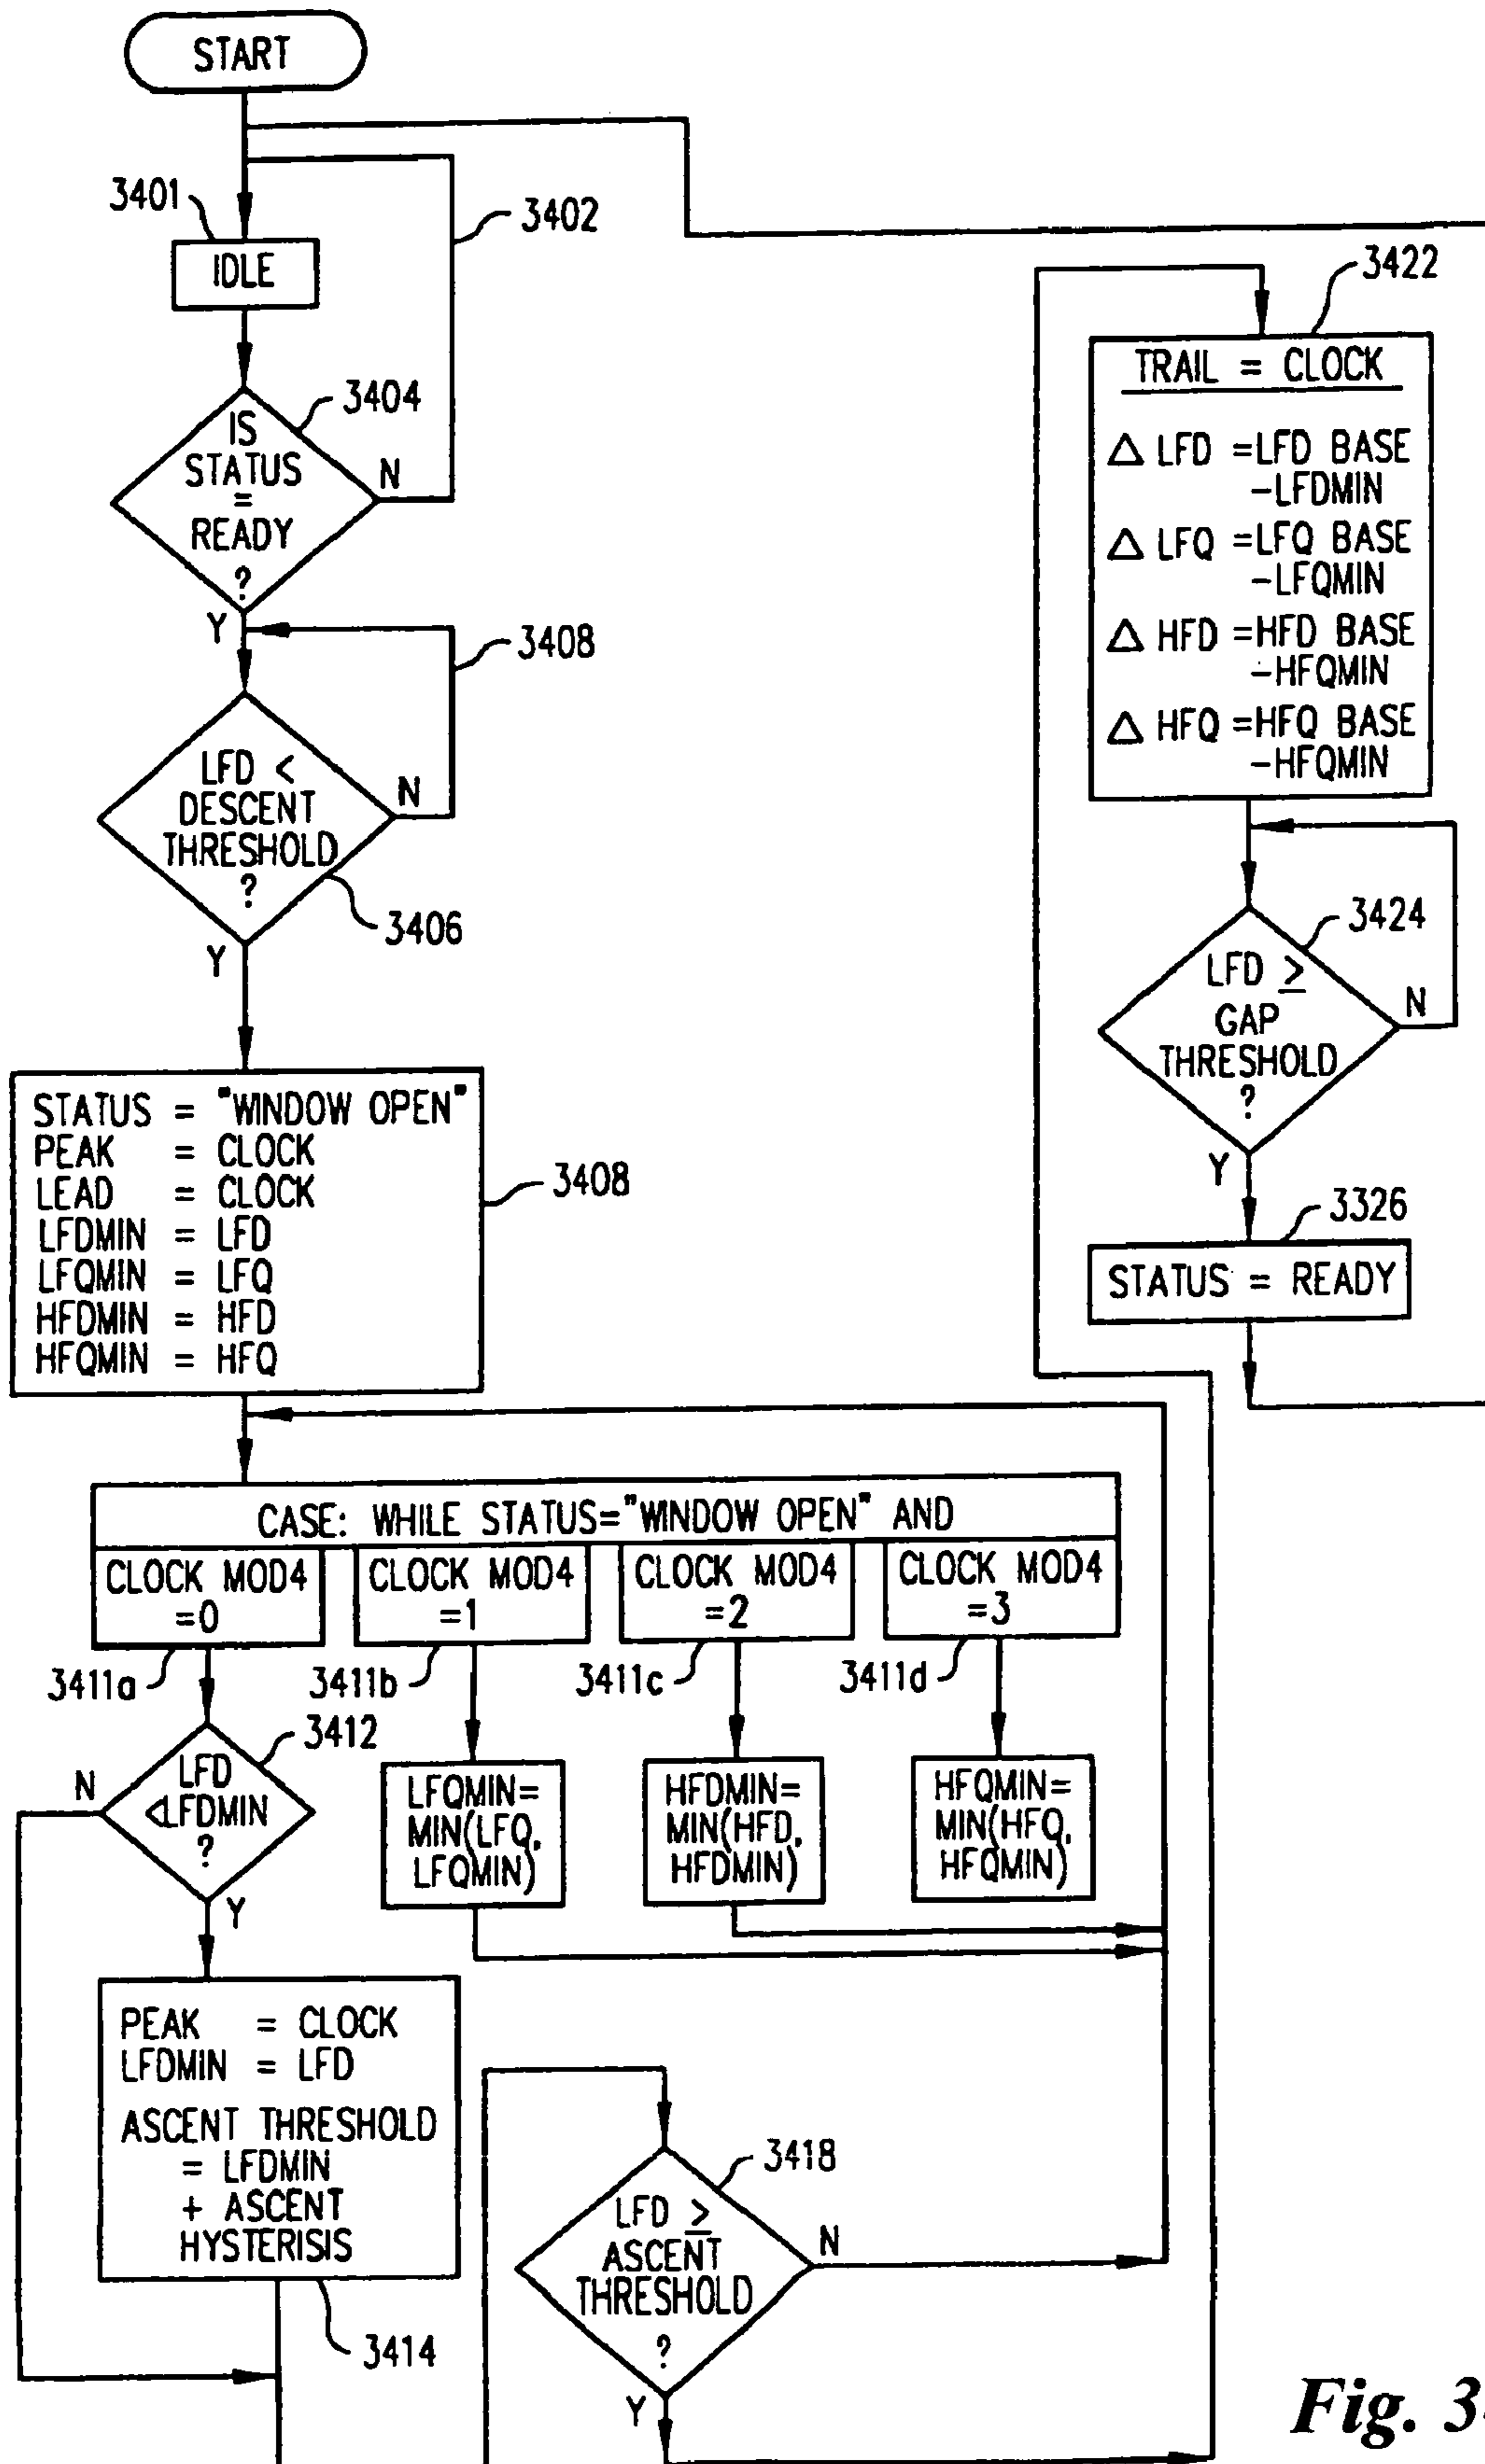 START
3401
3402
IDLE
3404
IS
STATUS
=
READY
?
N
Y
3408
LFD <
DESCENT
THRESHOLD
?
N
3406
Y
STATUS = "WINDOW OPEN"
PEAK = CLOCK
LEAD = CLOCK
LFDMIN = LFD
LFQMIN = LFQ
HFDMIN = HFD
HFQMIN = HFQ
3408
CASE: WHILE STATUS="WINDOW OPEN" AND
CLOCK MOD4
=0
CLOCK MOD4
=1
CLOCK MOD4
=2
CLOCK MOD4
=3
3411a
3411b
3411c
3411d
3412
LFD
<LFDMIN
?
N
Y
LFQMIN=
MIN(LFQ,
LFQMIN)
HFDMIN=
MIN(HFD,
HFDMIN)
HFQMIN=
MIN(HFQ,
HFQMIN)
PEAK = CLOCK
LFDMIN = LFD
ASCENT THRESHOLD
= LFDMIN
+ ASCENT
HYSTERISIS
3414
3418
LFD ≥
ASCENT
THRESHOLD
?
N
Y
3422
TRAIL = CLOCK
△ LFD =LFD BASE
-LFDMIN
△ LFQ =LFQ BASE
-LFQMIN
△ HFD =HFD BASE
-HFQMIN
△ HFQ =HFQ BASE
-HFQMIN
3424
LFD ≥
GAP
THRESHOLD
?
N
Y
3326
STATUS = READY
Fig. 3